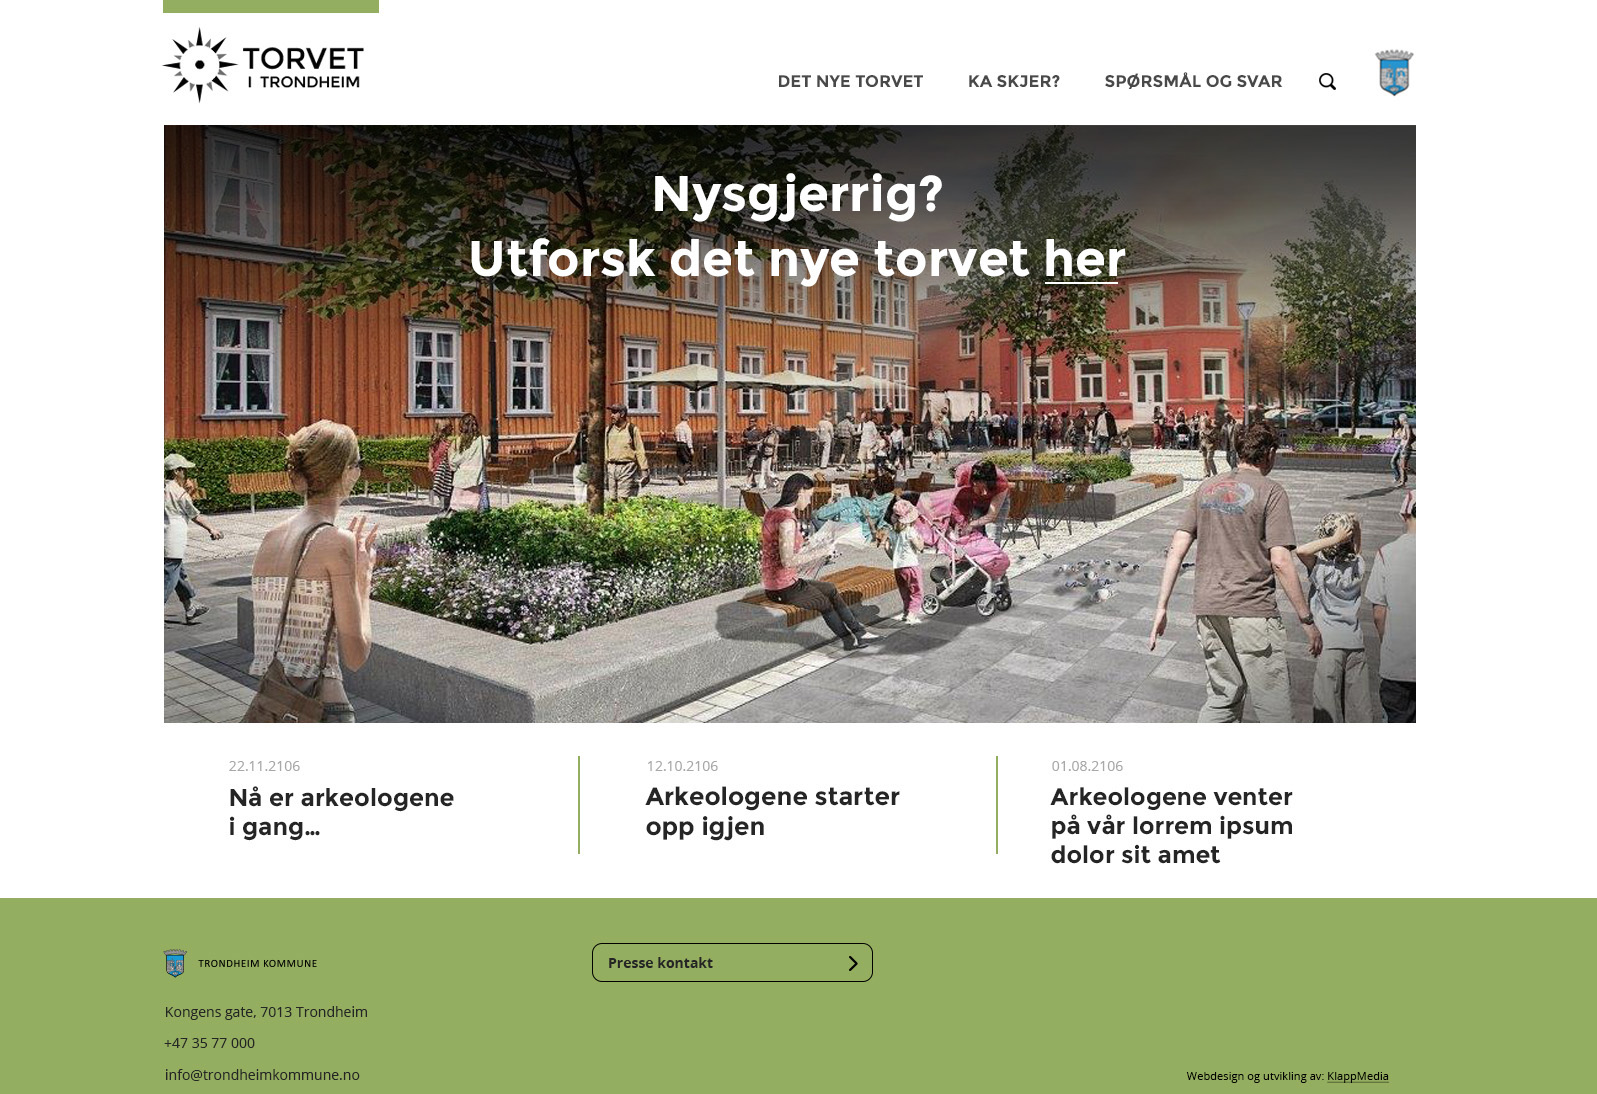 TORVET
I TRONDHEIM
DET NYE TORVET
KA SKJER?
SPØRSMÅL OG SVAR
Nysgjerrig?
Utforsk det nye torvet her
22.11.2106
Nå er arkeologene
i gang...
12.10.2106
Arkeologene starter
opp igjen
01.08.2106
Arkeologene venter
på vår lorrem ipsum
dolor sit amet
TRONDHEIM KOMMUNE
Presse kontakt
Kongens gate, 7013 Trondheim
+47 35 77 000
info@trondheimkommune.no
Webdesign og utvikling av: KlappMedia